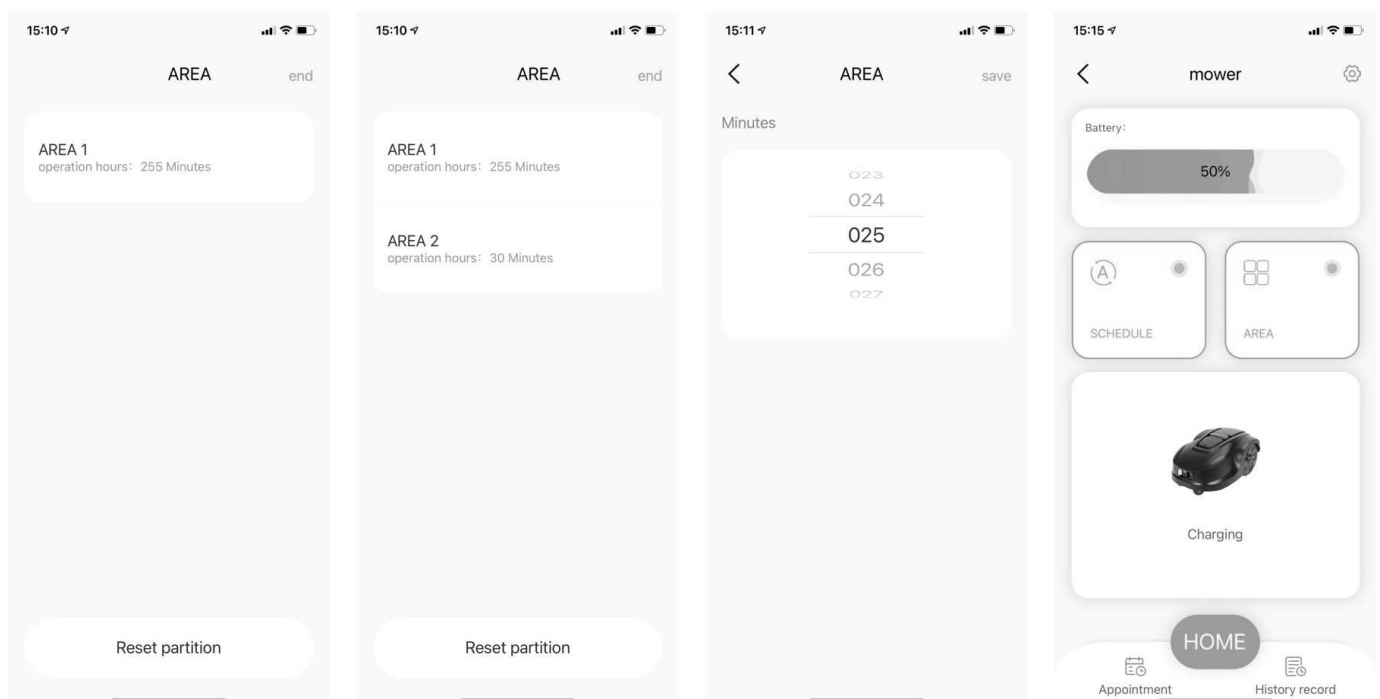 15:10
AREA
end
AREA 1
operation hours: 255 Minutes
Reset partition
15:10
AREA
end
AREA 1
operation hours: 255 Minutes
AREA 2
operation hours: 30 Minutes
Reset partition
15:11
AREA
save
Minutes
023
024
025
026
027
15:15
mower
Battery:
50%
A
SCHEDULE
AREA
Charging
HOME
Appointment
History record